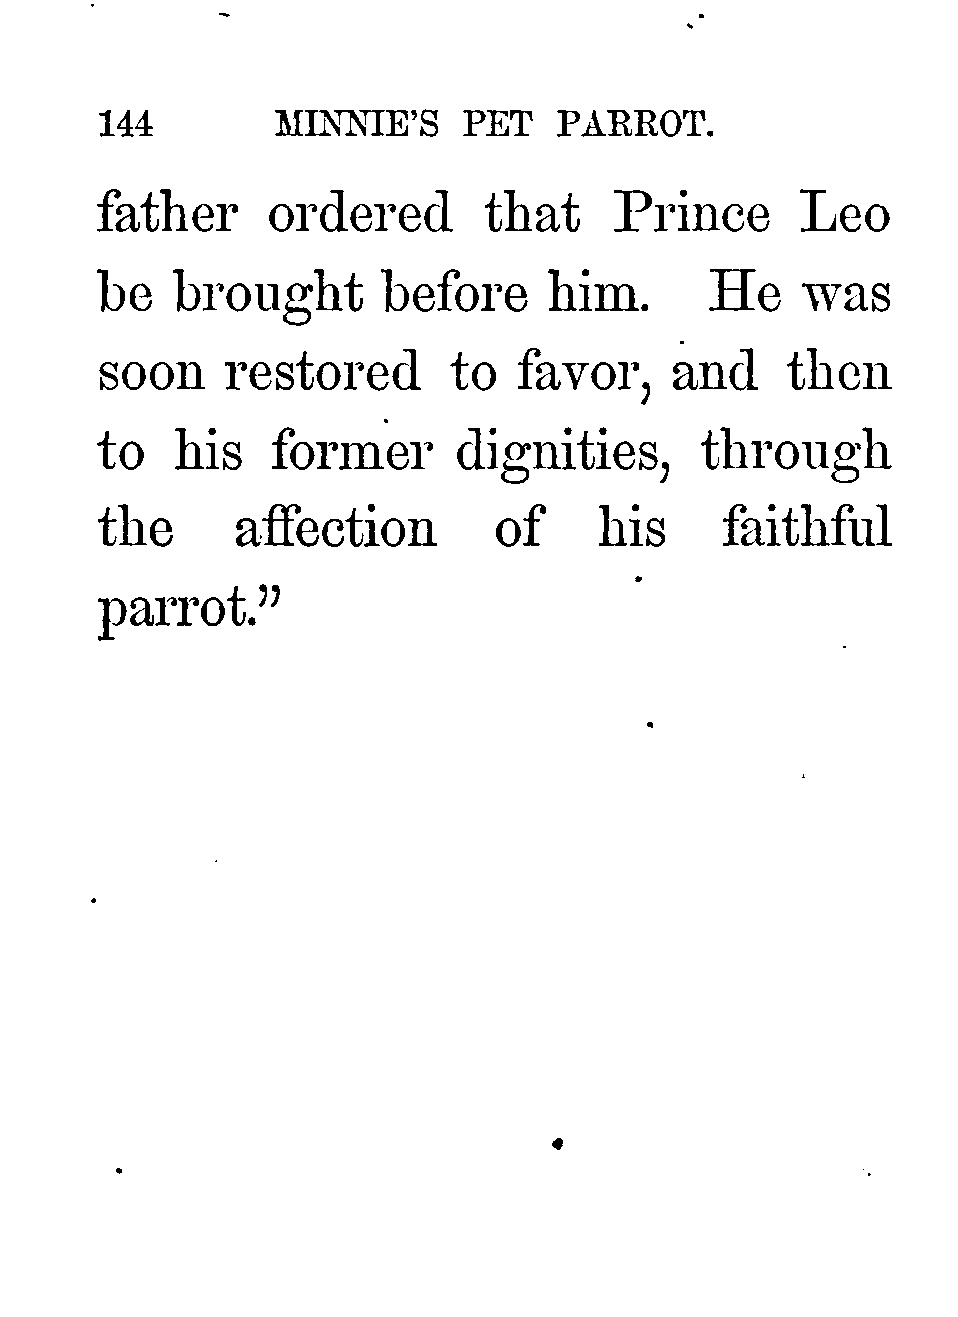 144 MINNIE'S PET PARROT.
father ordered that Prince Leo
be brought before him. He was
soon restored to favor, and then
to his former dignities, through
the affection of his faithful
parrot.”